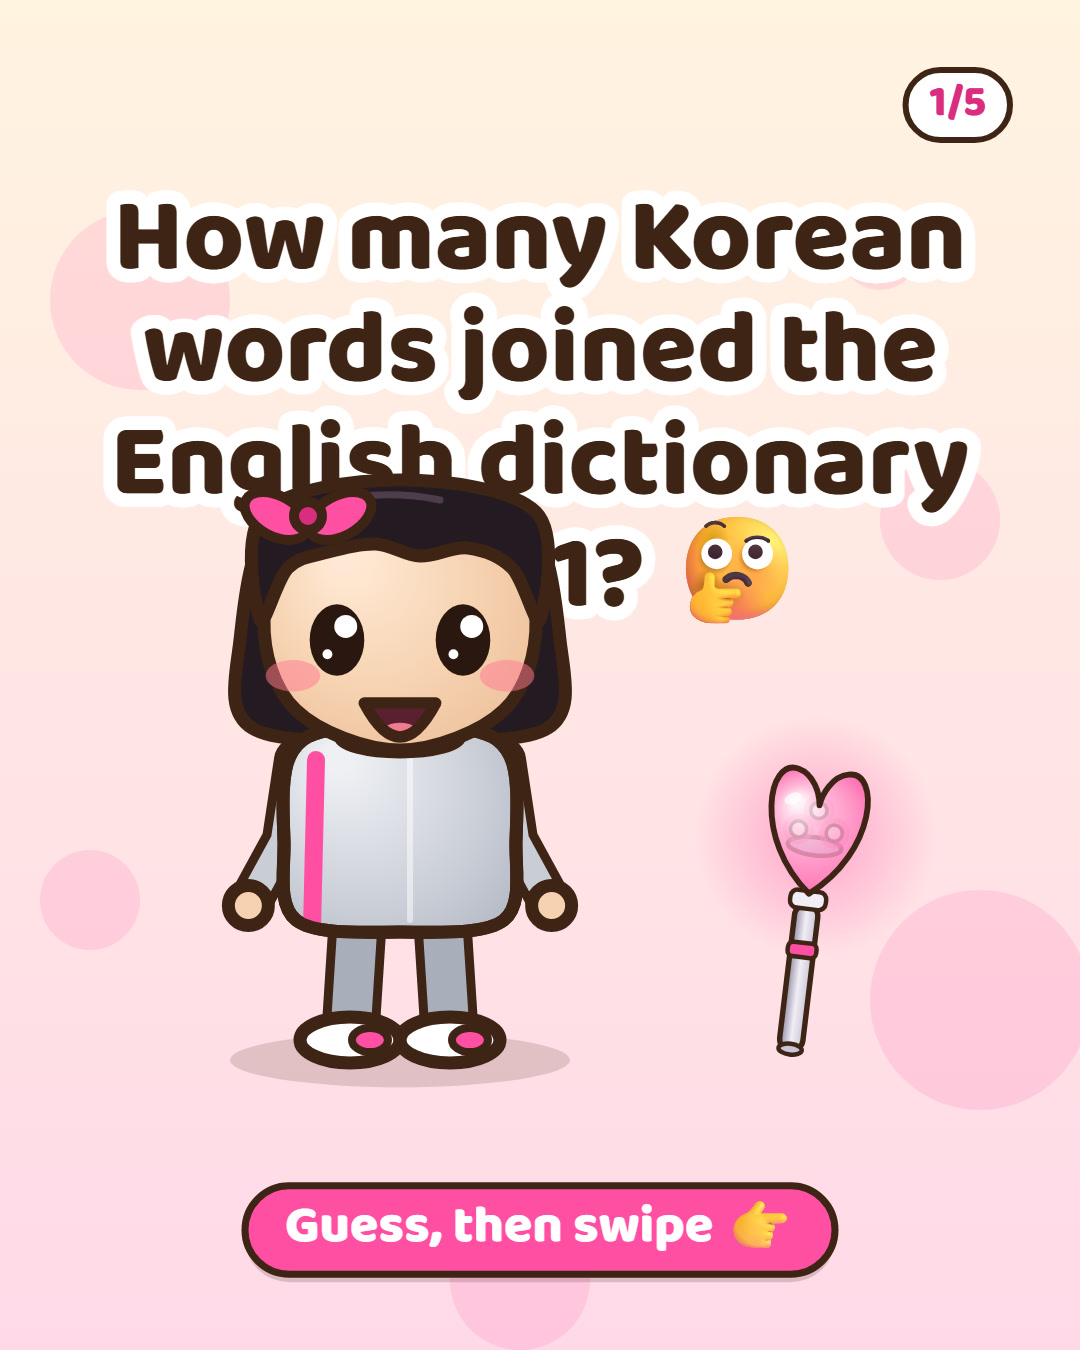 1/5
How many Korean
words joined the
English dictionary
1?
Guess, then swipe